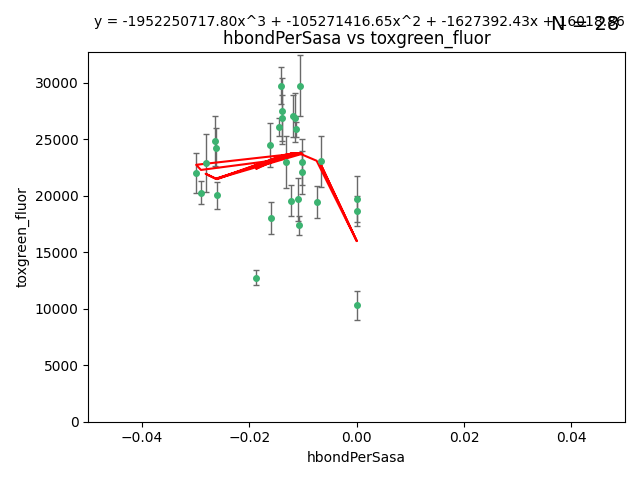 y = -1952250717.80x^3 + -105271416.65x^2 + -1627392.43x + 16018.86
N = 28
hbondPerSasa vs toxgreen_fluor
30000
25000
20000
15000
10000
5000
0
toxgreen_fluor
-0.04
-0.02
0.00
0.02
0.04
hbondPerSasa